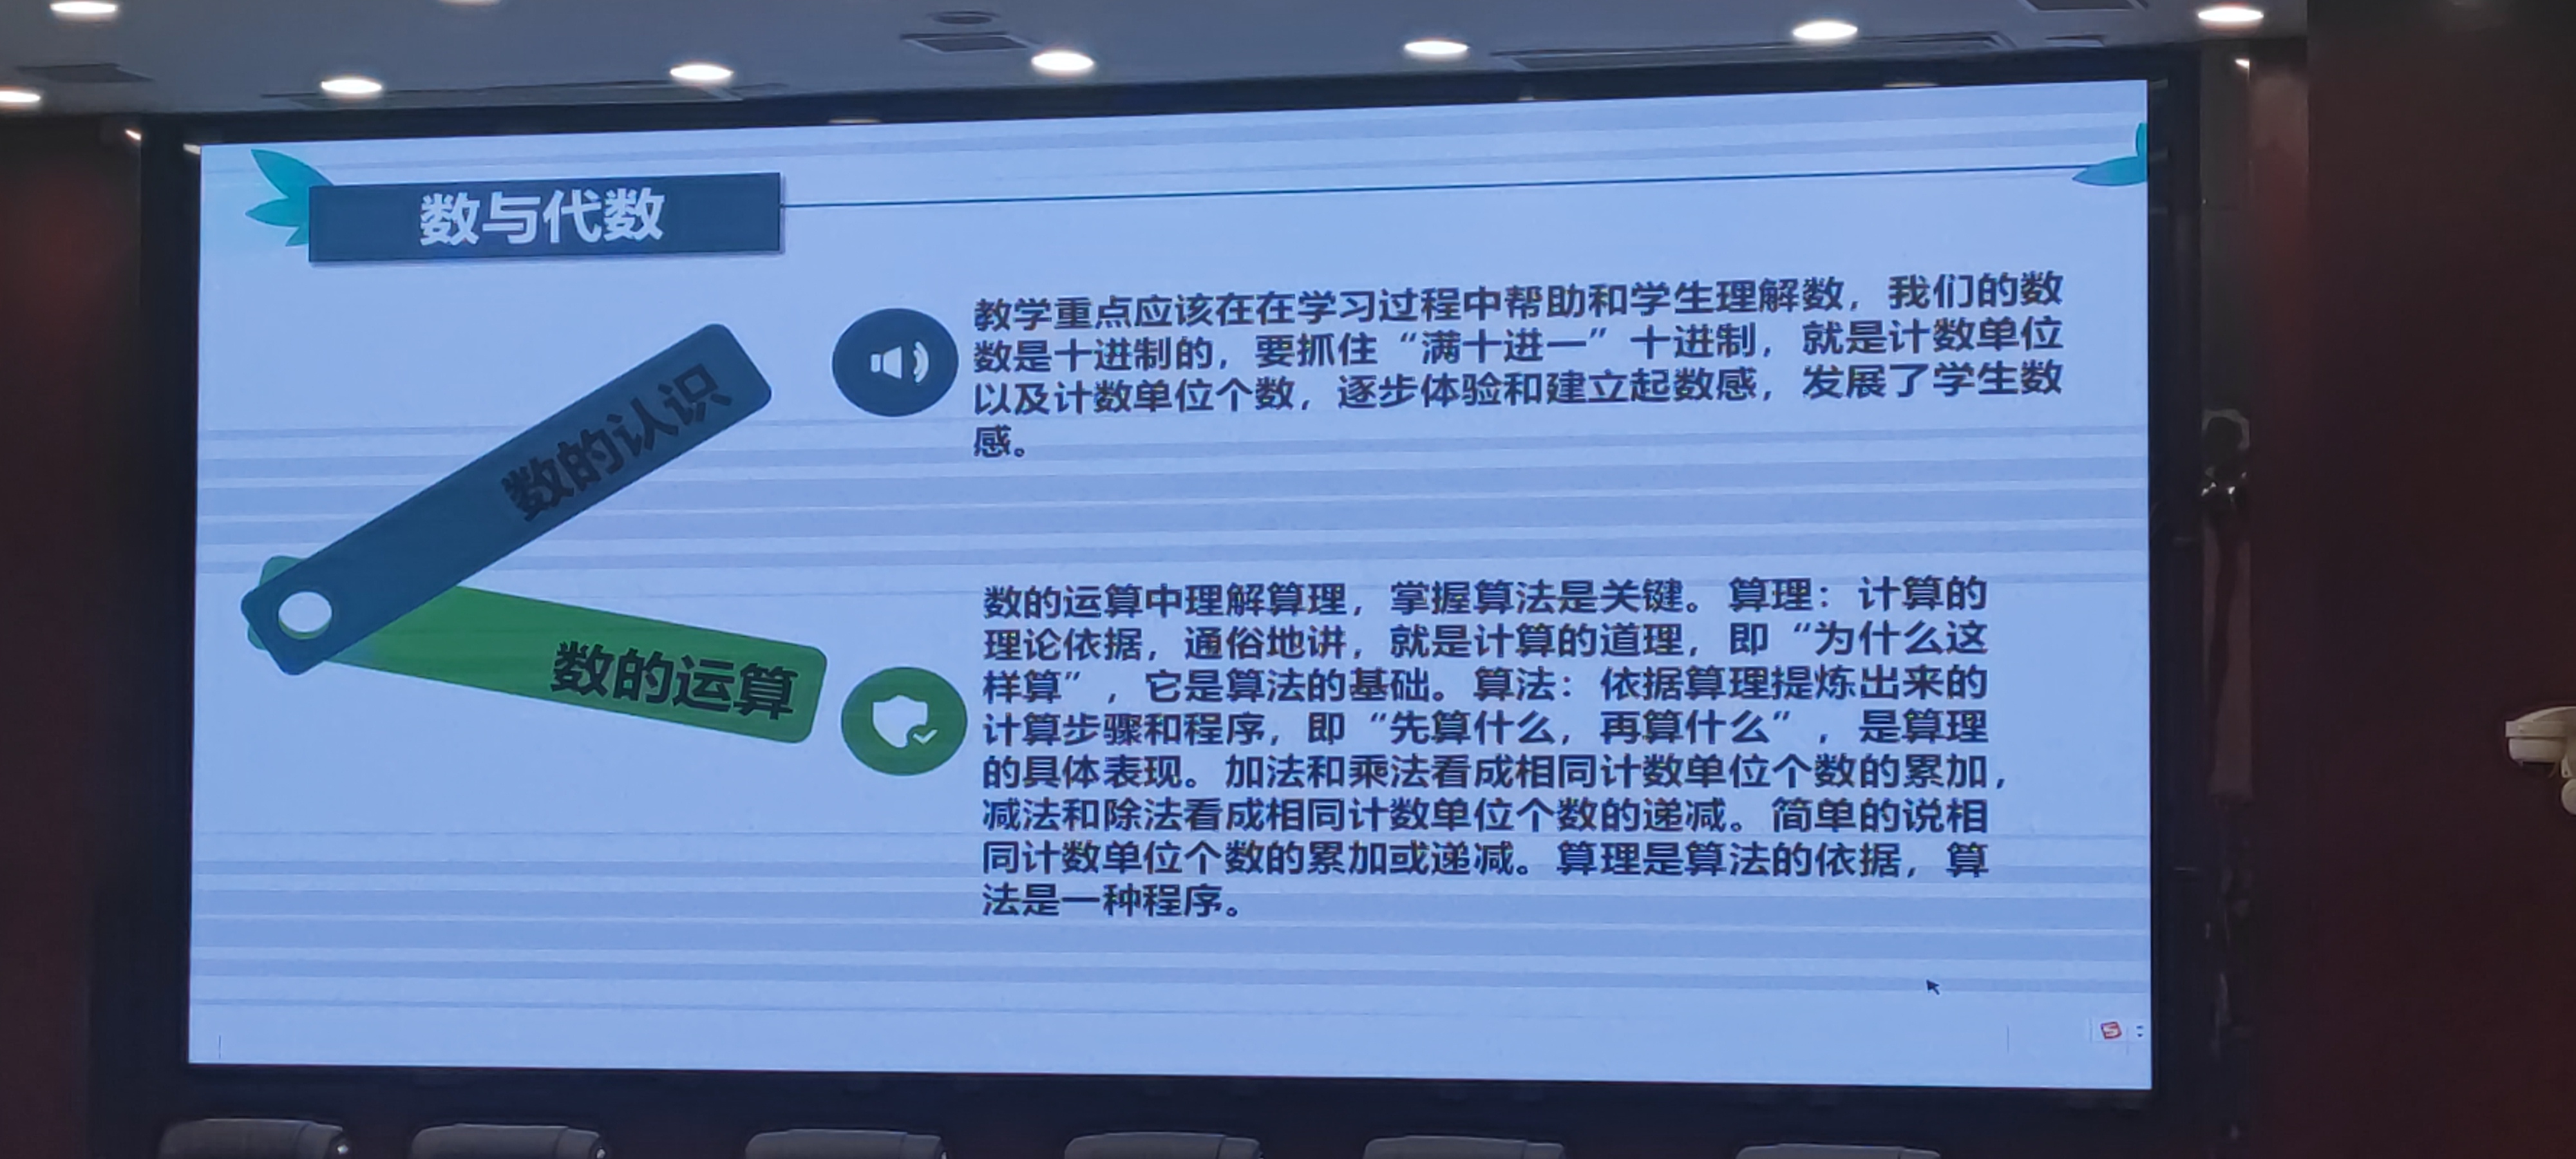 数与代数
数的认识
教学重点应该在在学习过程中帮助和学生理解数，我们的数
数是十进制的，要抓住“满十进一”十进制，就是计数单位
以及计数单位个数，逐步体验和建立起数感，发展了学生数
感。
数的运算
数的运算中理解算理，掌握算法是关键。算理：计算的
理论依据，通俗地讲，就是计算的道理，即“为什么这
样算”，它是算法的基础。算法：依据算理提炼出来的
计算步骤和程序，即“先算什么，再算什么”，是算理
的具体表现。加法和乘法看成相同计数单位个数的累加，
减法和除法看成相同计数单位个数的递减。简单的说相
同计数单位个数的累加或递减。算理是算法的依据，算
法是一种程序。